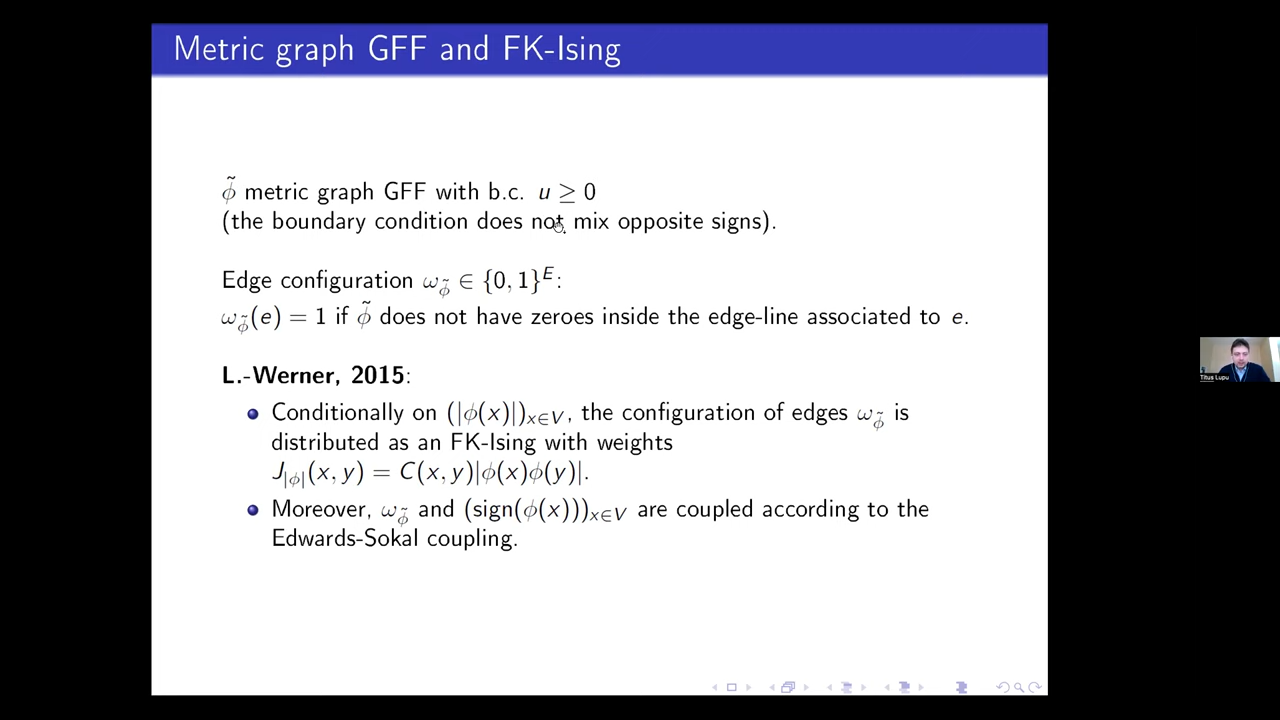 Metric graph GFF and FK-Ising
ϕ̃ metric graph GFF with b.c. u ≥ 0
(the boundary condition does not mix opposite signs).
Edge configuration ω_ϕ̃ ∈ {0, 1}^E:
ω_ϕ̃(e) = 1 if ϕ̃ does not have zeroes inside the edge-line associated to e.
L.-Werner, 2015:
Conditionally on (|ϕ(x)|)_{x∈V}, the configuration of edges ω_ϕ̃ is
distributed as an FK-Ising with weights
J_{|ϕ|}(x, y) = C(x, y)|ϕ(x)ϕ(y)|.
Moreover, ω_ϕ̃ and (sign(ϕ(x)))_{x∈V} are coupled according to the
Edwards-Sokal coupling.
Titus Lupu